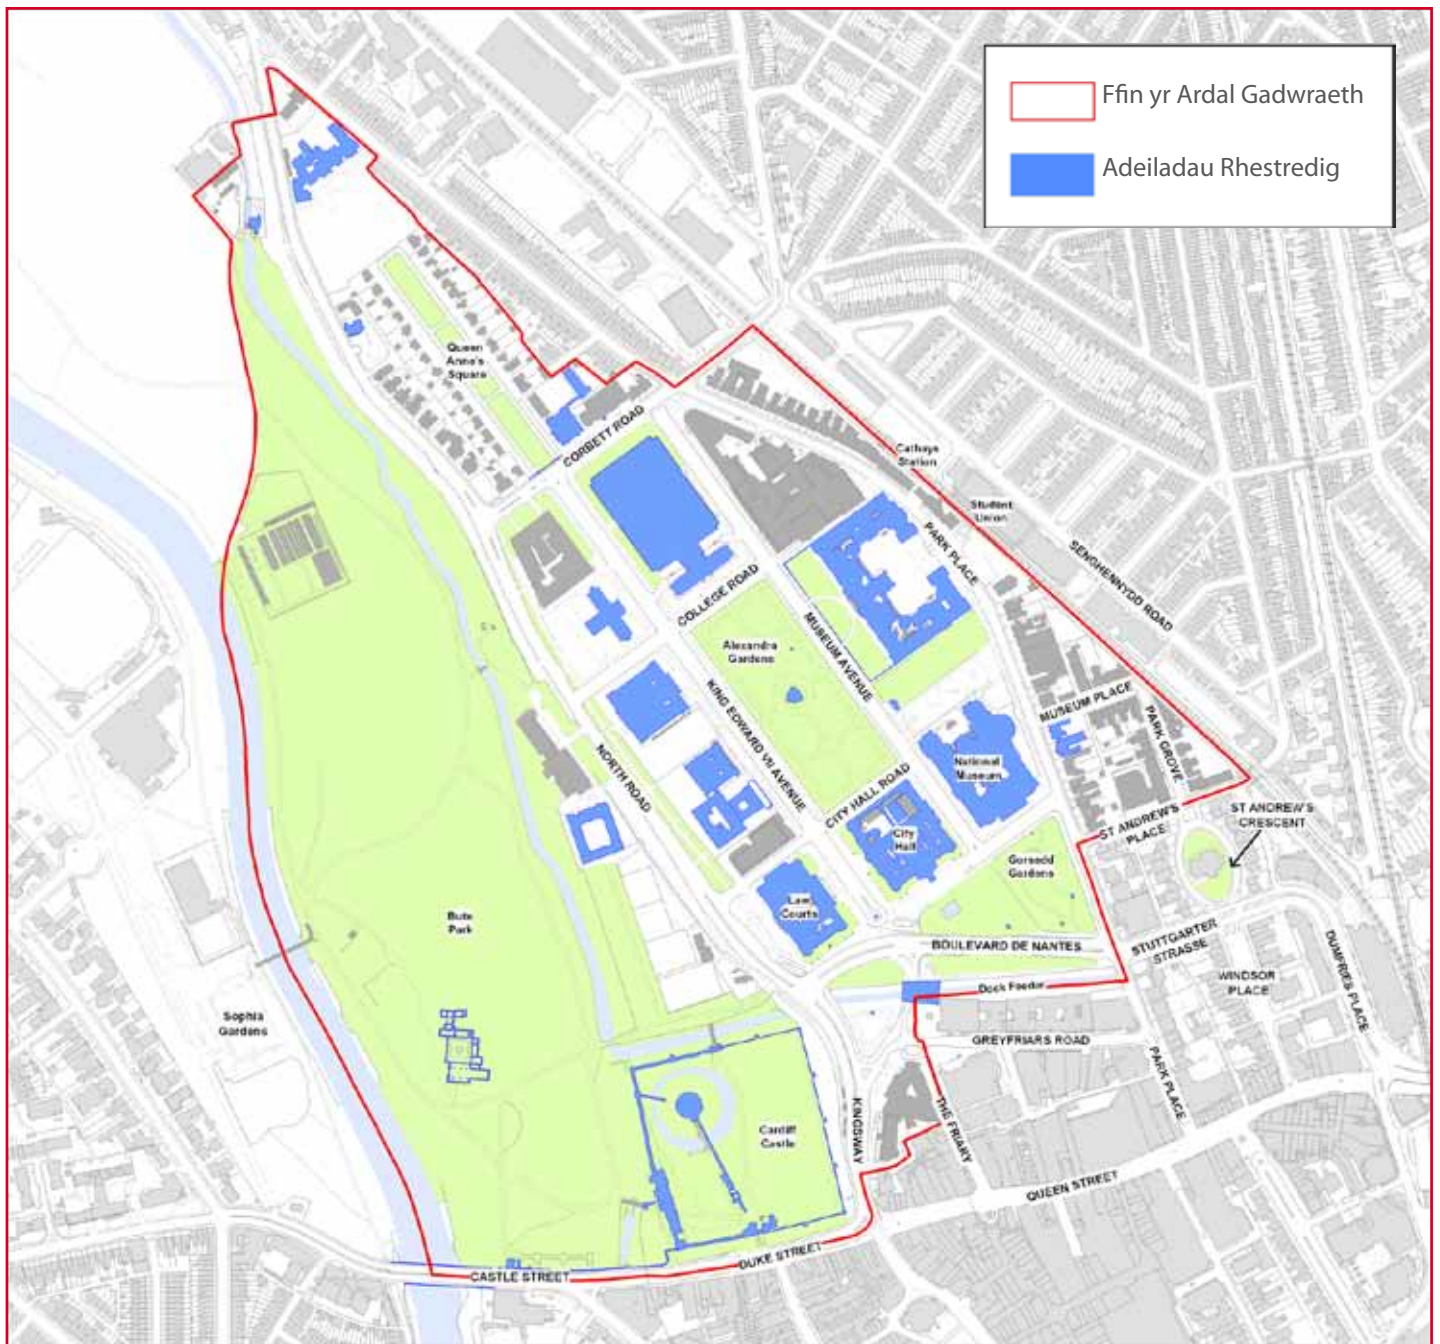 Ffin yr Ardal Gadwraeth
Adeiladau Rhestredig
Queen
Anne's
Square
CORBETT ROAD
Cathays
Station
Student
Union
PARK PLACE
SENGHENNYDD ROAD
COLLEGE ROAD
MUSEUM AVENUE
Alexandra
Gardens
KING EDWARD VII AVENUE
MUSEUM PLACE
PARK GROVE
NORTH ROAD
National
Museum
CITY HALL ROAD
City
Hall
ST ANDREW'S
PLACE
ST ANDREW'S
CRESCENT
Gorsedd
Gardens
Law
Courts
Bute
Park
BOULEVARD DE NANTES
STUTTGARTER
STRASSE
DUMFRIES PLACE
WINDSOR
PLACE
Dock Feeder
Sophia
Gardens
GREYFRIARS ROAD
PARK PLACE
KINGSWAY
THE FRIARY
Cardiff
Castle
QUEEN STREET
DUKE STREET
CASTLE STREET